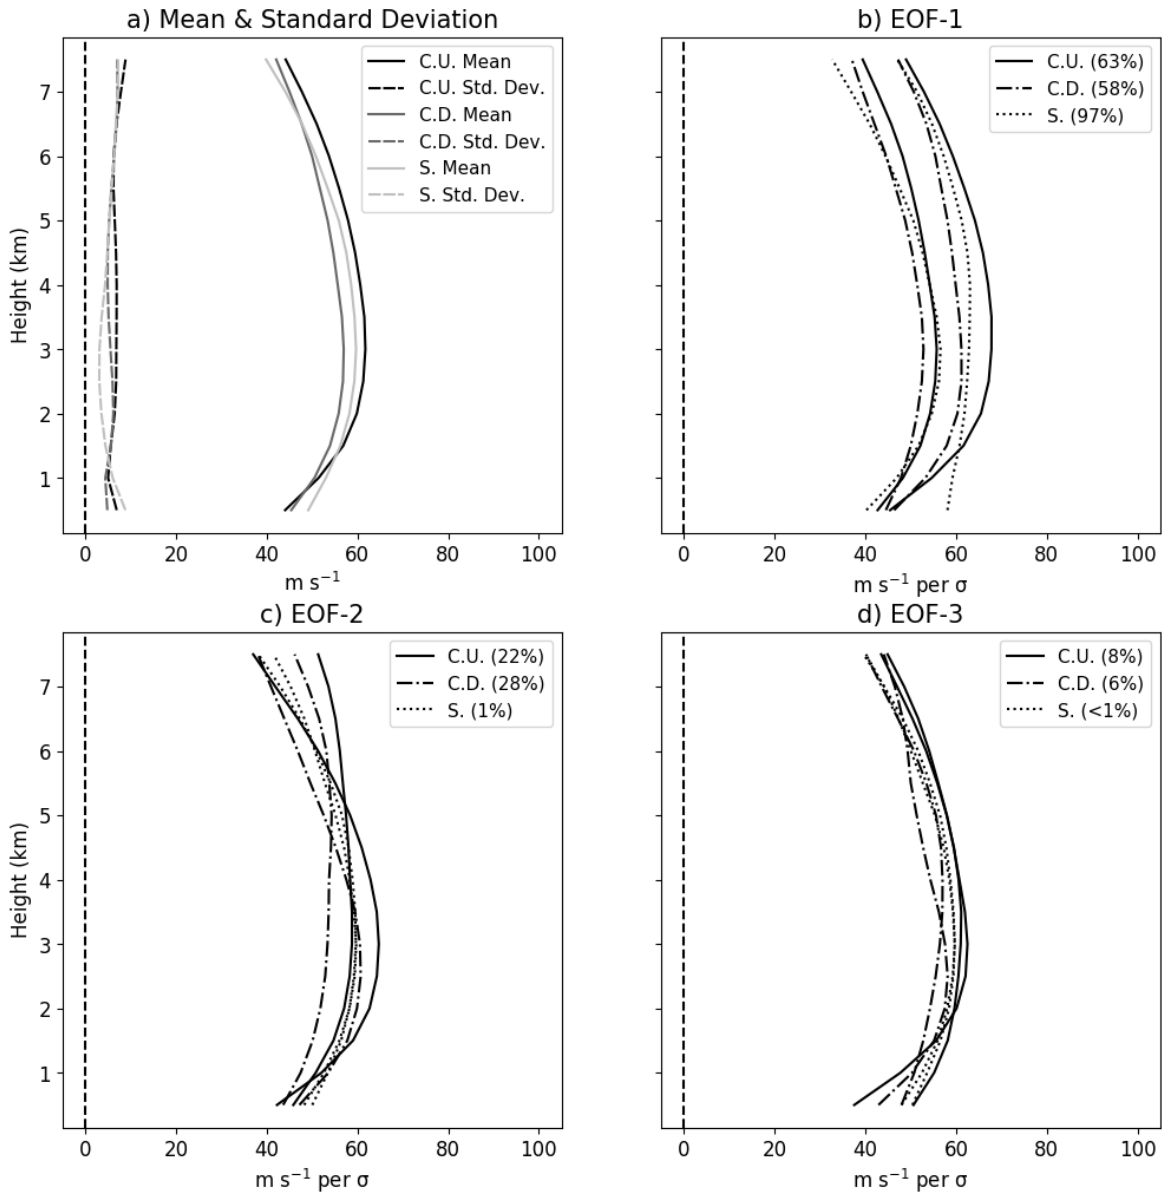 a) Mean & Standard Deviation
C.U. Mean
C.U. Std. Dev.
C.D. Mean
C.D. Std. Dev.
S. Mean
S. Std. Dev.
Height (km)
7
6
5
4
3
2
1
0 20 40 60 80 100
m s⁻¹
b) EOF-1
C.U. (63%)
C.D. (58%)
S. (97%)
0 20 40 60 80 100
m s⁻¹ per σ
c) EOF-2
C.U. (22%)
C.D. (28%)
S. (1%)
Height (km)
7
6
5
4
3
2
1
0 20 40 60 80 100
m s⁻¹ per σ
d) EOF-3
C.U. (8%)
C.D. (6%)
S. (<1%)
0 20 40 60 80 100
m s⁻¹ per σ